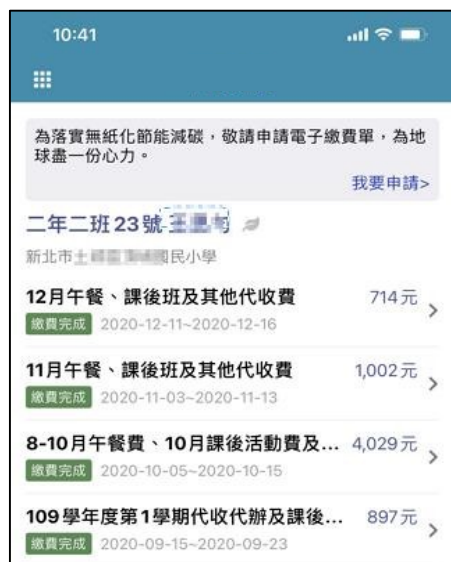 10:41
為落實無紙化節能減碳，敬請申請電子繳費單，為地
球盡一份心力。
我要申請>
二年二班 23號
新北市土 國民小學
12月午餐、課後班及其他代收費 714元
繳費完成 2020-12-11~2020-12-16
11月午餐、課後班及其他代收費 1,002元
繳費完成 2020-11-03~2020-11-13
8-10月午餐費、10月課後活動費及... 4,029元
繳費完成 2020-10-05~2020-10-15
109學年度第1學期代收代辦及課後... 897元
繳費完成 2020-09-15~2020-09-23